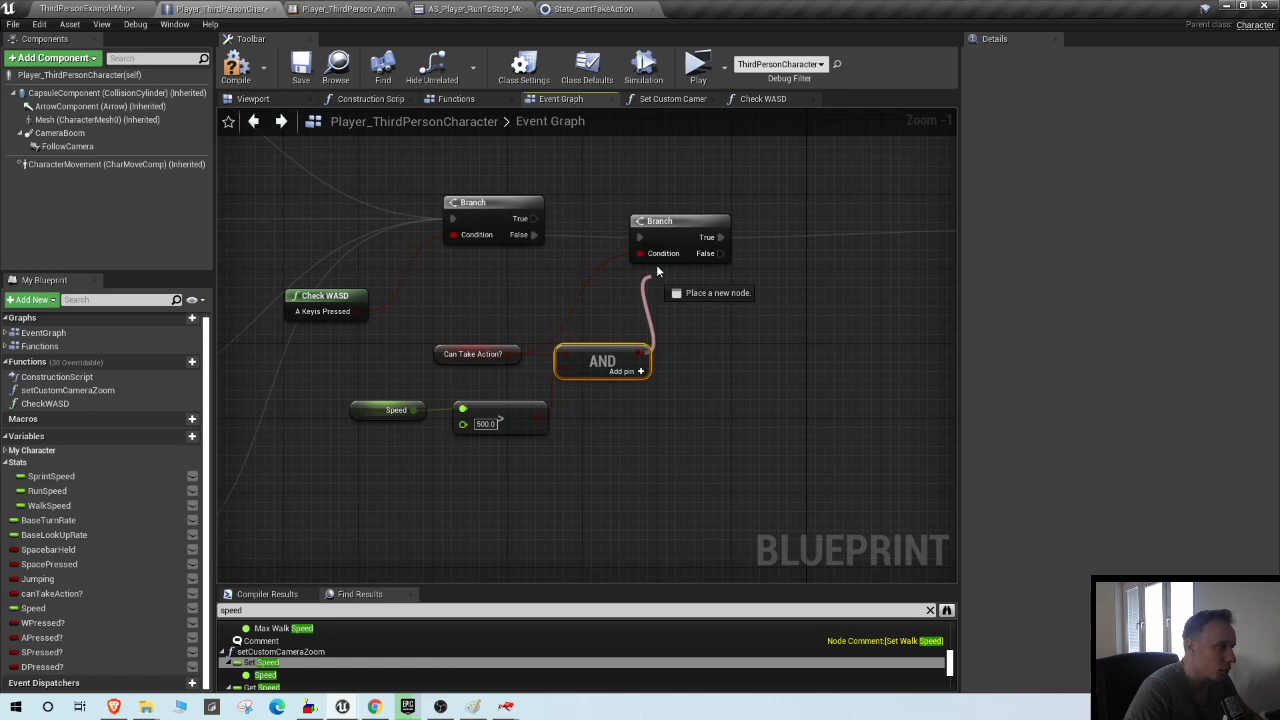 ThirdPersonExampleMap*
Player_ThirdPersonChar*
Player_ThirdPerson_Anim
AS_Player_RunToStop_Mo
State_cantTakeAction
File Edit Asset View Debug Window Help
Parent class: Character
Components
Toolbar
Details
+ Add Component
Search
Compile
Save
Browse
Find
Hide Unrelated
Class Settings
Class Defaults
Simulation
Play
ThirdPersonCharacter
Debug Filter
Player_ThirdPersonCharacter(self)
CapsuleComponent (CollisionCylinder) (Inherited)
ArrowComponent (Arrow) (Inherited)
Mesh (CharacterMesh0) (Inherited)
CameraBoom
FollowCamera
CharacterMovement (CharMoveComp) (Inherited)
Viewport
Construction Scrip
Functions
Event Graph
Set Custom Camer
Check WASD
Player_ThirdPersonCharacter > Event Graph
Zoom -1
Branch
True
Condition
False
Branch
True
Condition
False
Check WASD
A Key is Pressed
Place a new node.
Can Take Action?
AND
Add pin +
Speed
>
500.0
BLUEPRINT
My Blueprint
+ Add New
Search
Graphs
EventGraph
Functions
Functions (30 Overridable)
ConstructionScript
setCustomCameraZoom
CheckWASD
Macros
Variables
My Character
Stats
SprintSpeed
RunSpeed
WalkSpeed
BaseTurnRate
BaseLookUpRate
SpacebarHeld
SpacePressed
Jumping
canTakeAction?
Speed
WPressed?
APressed?
SPressed?
DPressed?
Event Dispatchers
Compiler Results
Find Results
speed
Max Walk Speed
Comment
Node Comment:[Set Walk Speed]
setCustomCameraZoom
Set Speed
Speed
Get Speed